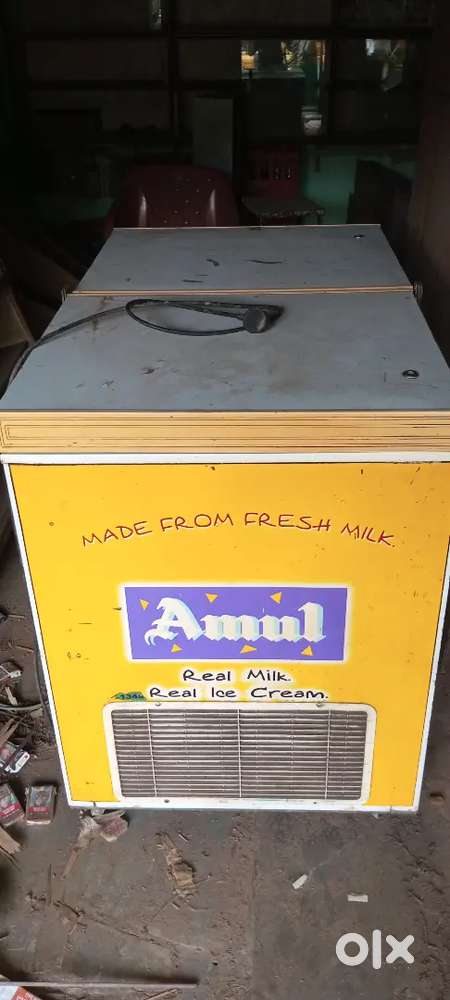 MADE FROM FRESH MILK.
Amul
Real Milk.
Real Ice Cream.
olx